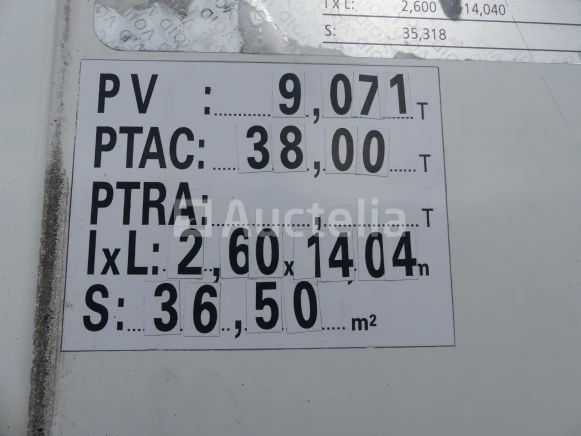 l x L: 2,600 14,040
S: 35,318
PV : 9,071 T
PTAC: 38,00 T
PTRA: , T
lxL: 2,60 x 14,04 m
S: 36,50 m²
Auctelia